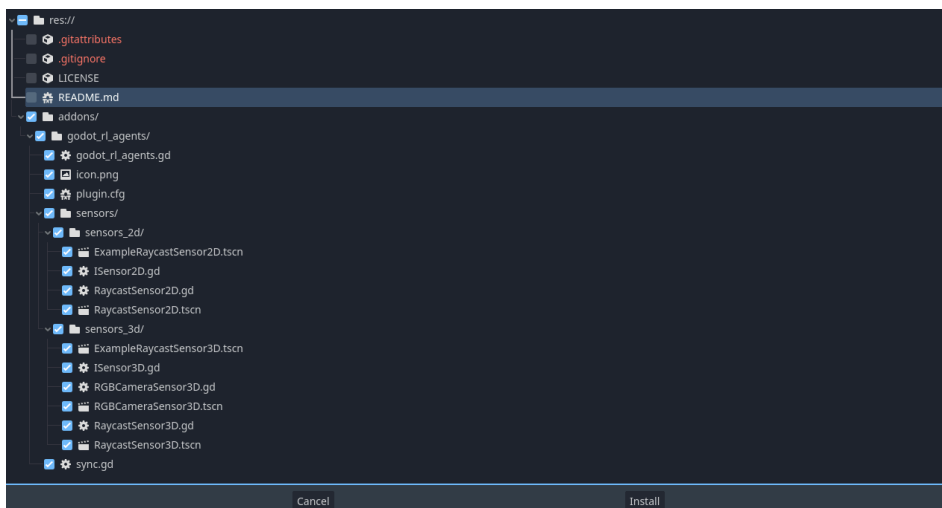 res://
.gitattributes
.gitignore
LICENSE
README.md
addons/
godot_rl_agents/
godot_rl_agents.gd
icon.png
plugin.cfg
sensors/
sensors_2d/
ExampleRaycastSensor2D.tscn
ISensor2D.gd
RaycastSensor2D.gd
RaycastSensor2D.tscn
sensors_3d/
ExampleRaycastSensor3D.tscn
ISensor3D.gd
RGBCameraSensor3D.gd
RGBCameraSensor3D.tscn
RaycastSensor3D.gd
RaycastSensor3D.tscn
sync.gd
Cancel Install